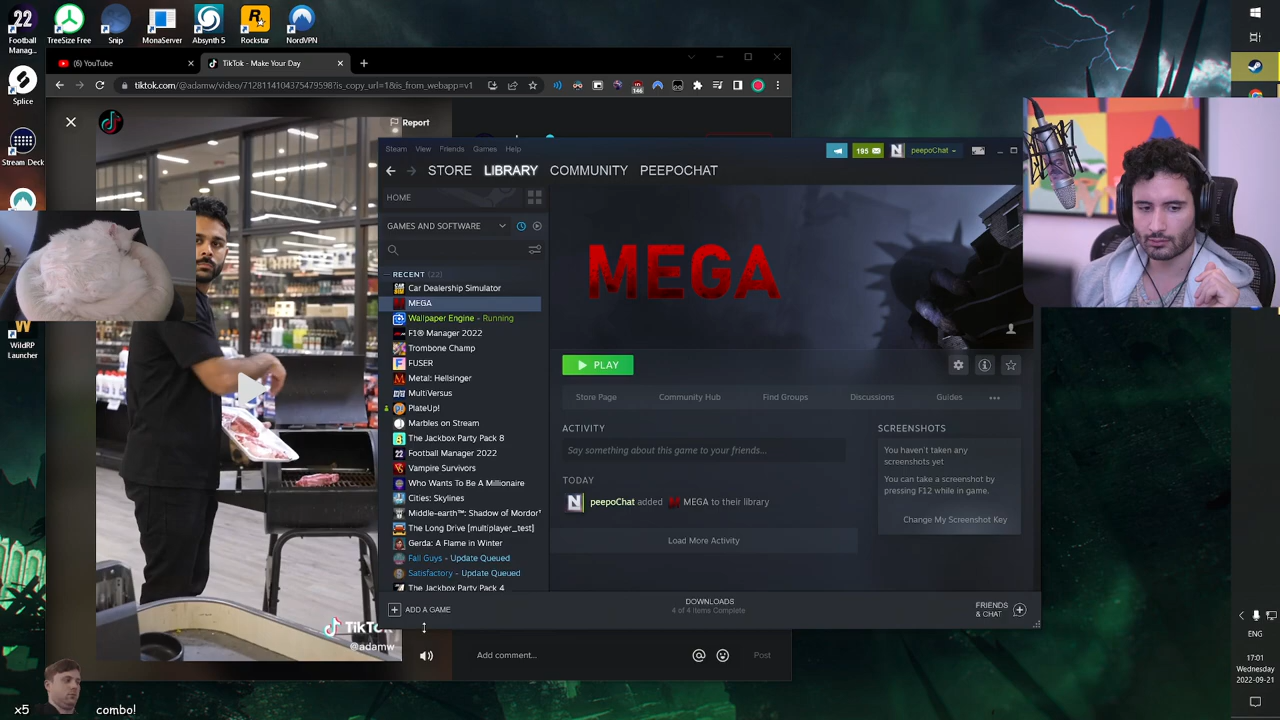 22
Football
Manag...
TreeSize Free
Snip
MonaServer
Absynth 5
Rockstar
NordVPN
Splice
Stream Deck
WildRP
Launcher
(6) YouTube
TikTok - Make Your Day
tiktok.com/@adamw/video/7128114104375479598?is_copy_url=1&is_from_webapp=v1
146
Report
Steam
View
Friends
Games
Help
195
peepoChat
STORE
LIBRARY
COMMUNITY
PEEPOCHAT
HOME
GAMES AND SOFTWARE
RECENT (22)
Car Dealership Simulator
MEGA
Wallpaper Engine - Running
F1® Manager 2022
Trombone Champ
FUSER
Metal: Hellsinger
MultiVersus
PlateUp!
Marbles on Stream
The Jackbox Party Pack 8
Football Manager 2022
Vampire Survivors
Who Wants To Be A Millionaire
Cities: Skylines
Middle-earth™: Shadow of Mordor
The Long Drive [multiplayer_test]
Gerda: A Flame in Winter
Fall Guys - Update Queued
Satisfactory - Update Queued
The Jackbox Party Pack 4
MEGA
PLAY
Store Page
Community Hub
Find Groups
Discussions
Guides
ACTIVITY
Say something about this game to your friends...
TODAY
peepoChat added MEGA to their library
Load More Activity
SCREENSHOTS
You haven't taken any
screenshots yet
You can take a screenshot by
pressing F12 while in game.
Change My Screenshot Key
ADD A GAME
DOWNLOADS
4 of 4 Items Complete
FRIENDS
& CHAT
TikTok
@adamw
Add comment...
Post
x5 combo!
ENG
17:01
Wednesday
2022-09-21